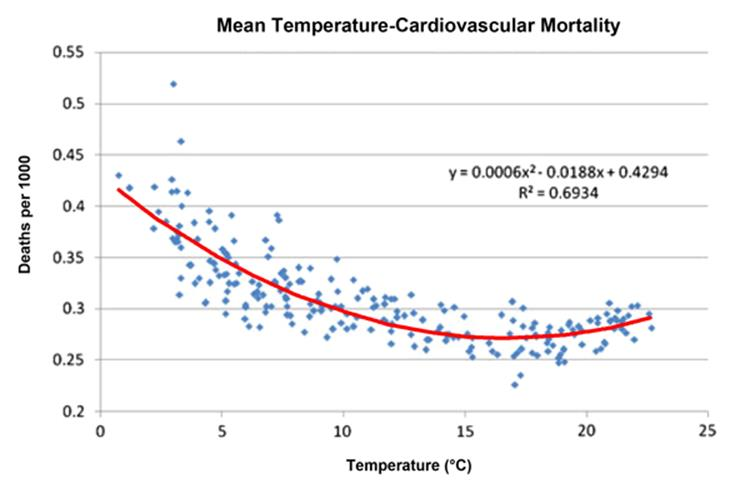 Mean Temperature-Cardiovascular Mortality
0.55
0.5
0.45
0.4
0.35
0.3
0.25
0.2
Deaths per 1000
y = 0.0006x² - 0.0188x + 0.4294
R² = 0.6934
0 5 10 15 20 25
Temperature (°C)